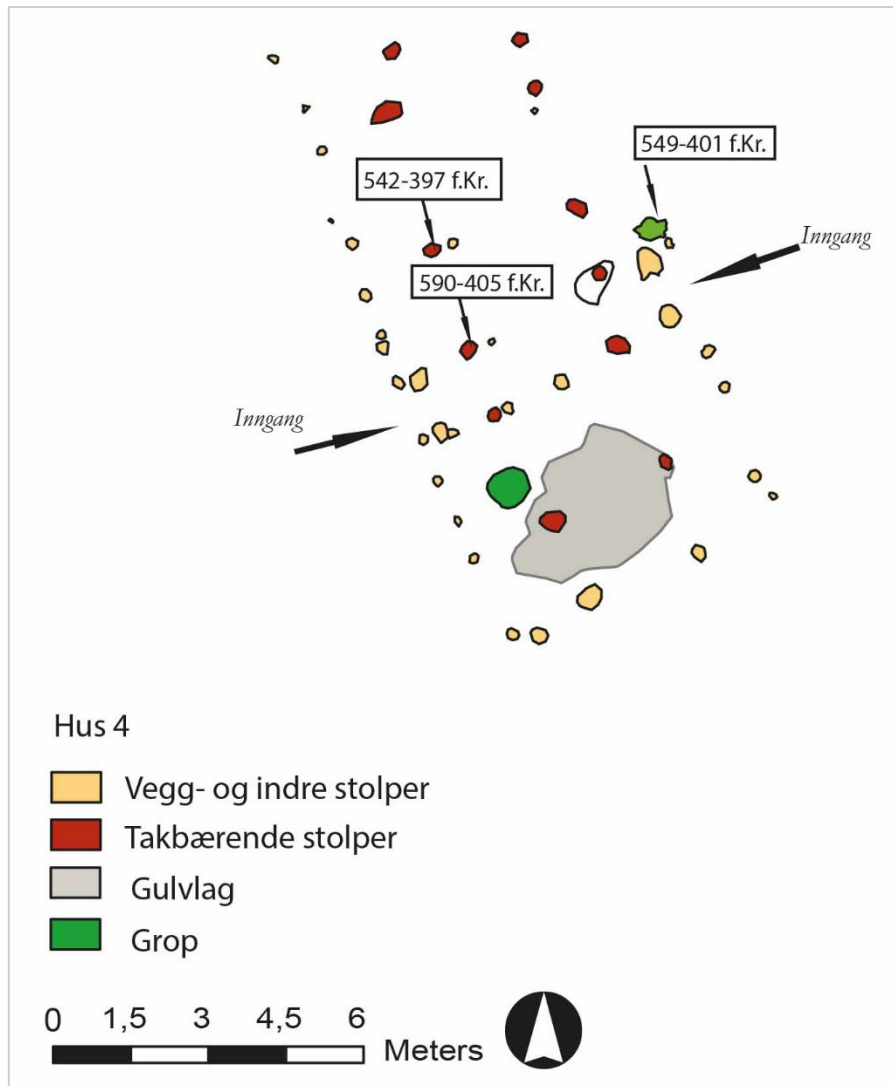 549-401 f.Kr.
542-397 f.Kr.
Inngang
590-405 f.Kr.
Inngang
Hus 4
Vegg- og indre stolper
Takbærende stolper
Gulvlag
Grop
0 1,5 3 4,5 6
Meters